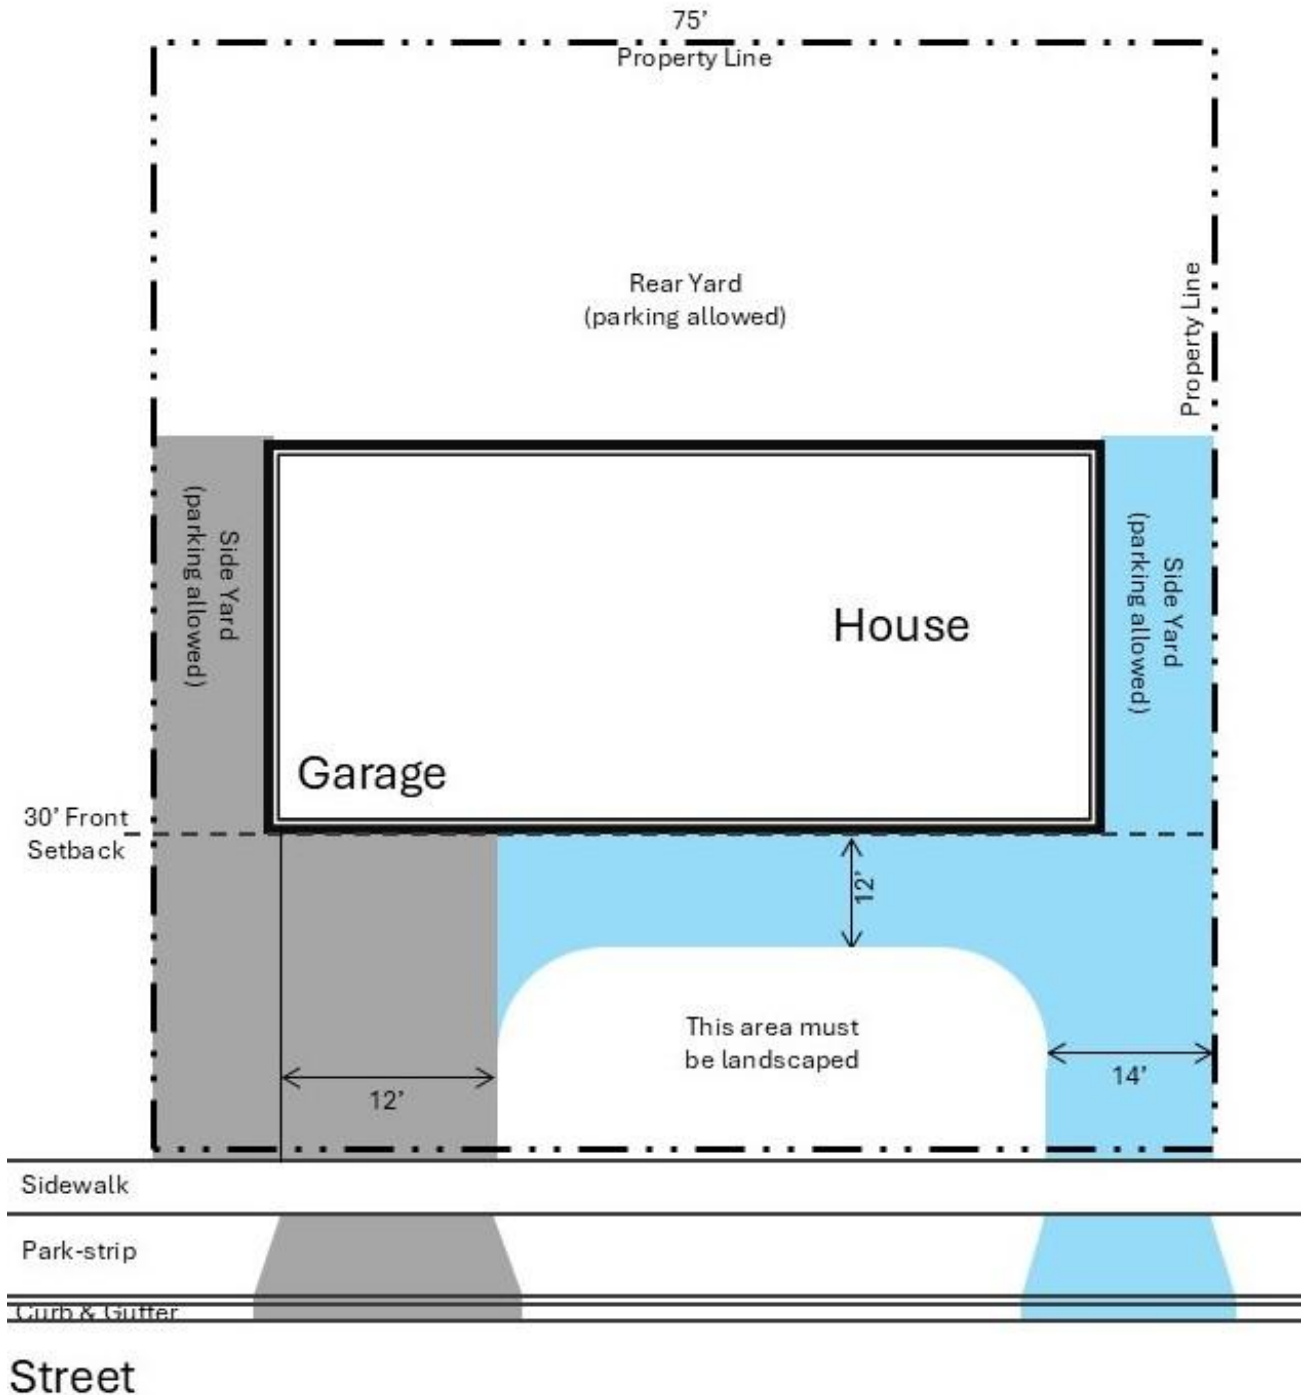 75’
Property Line
Property Line
Rear Yard
(parking allowed)
Side Yard
(parking allowed)
Side Yard
(parking allowed)
House
Garage
30’ Front
Setback
12’
This area must
be landscaped
12’
14’
Sidewalk
Park-strip
Curb & Gutter
Street